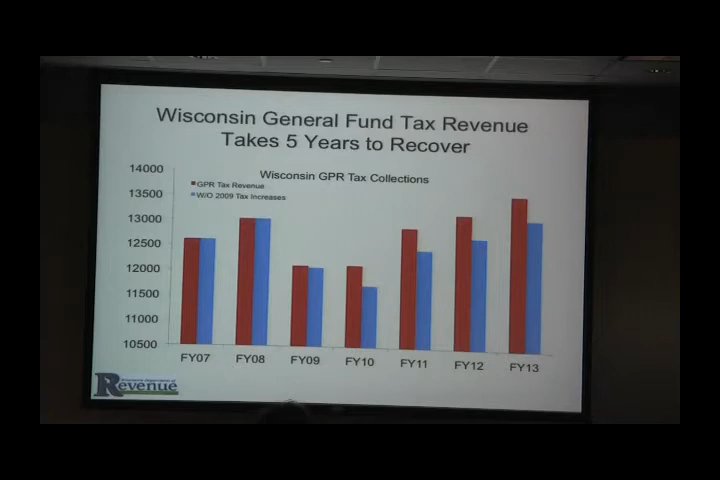 Wisconsin General Fund Tax Revenue
Takes 5 Years to Recover
Wisconsin GPR Tax Collections
GPR Tax Revenue
W/O 2009 Tax Increases
14000
13500
13000
12500
12000
11500
11000
10500
FY07 FY08 FY09 FY10 FY11 FY12 FY13
Revenue